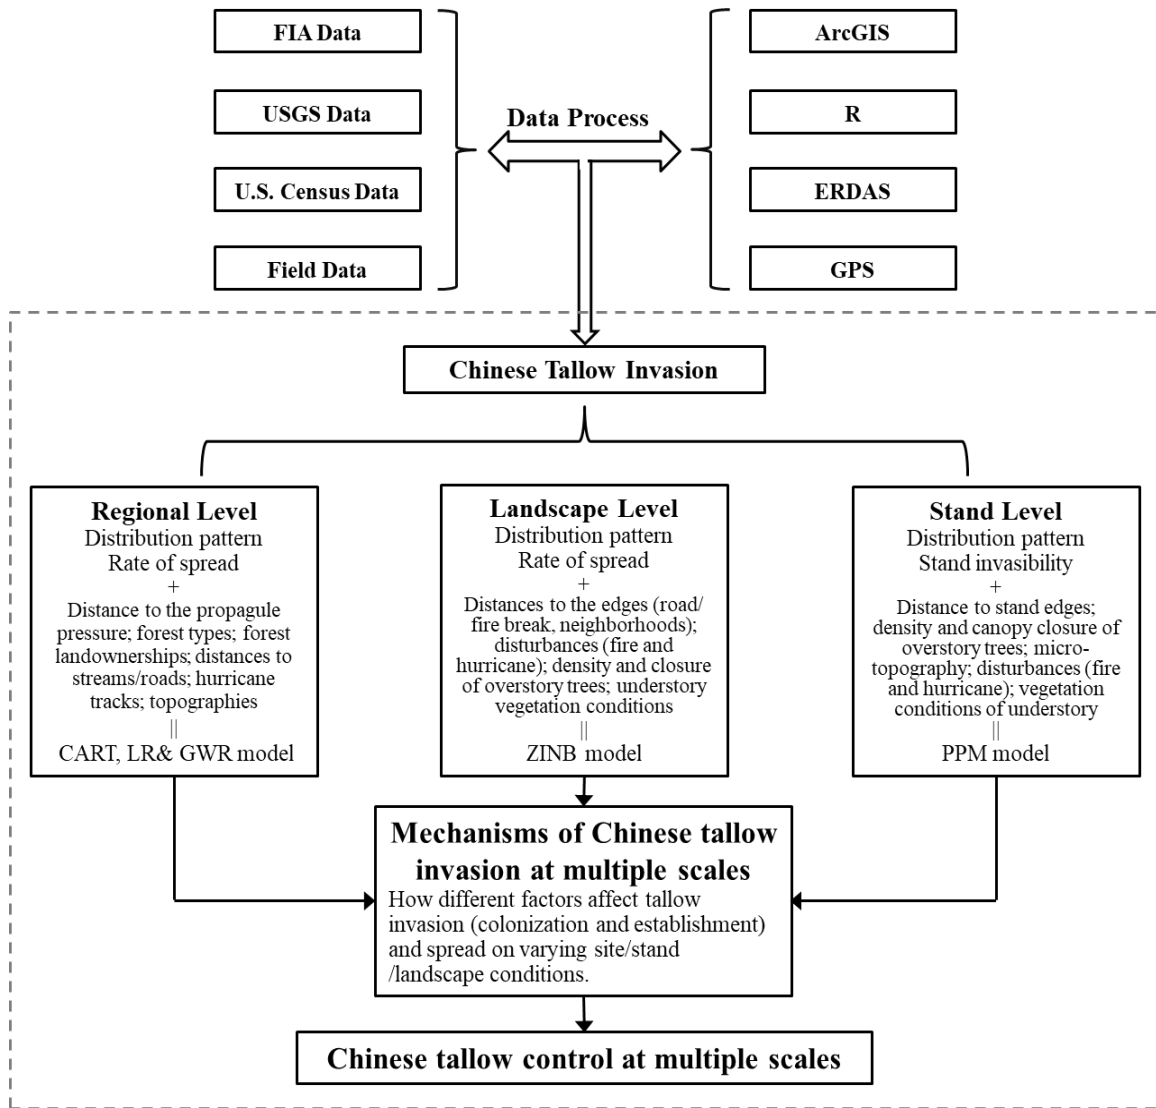 FIA Data
USGS Data
U.S. Census Data
Field Data
Data Process
ArcGIS
R
ERDAS
GPS
Chinese Tallow Invasion
Regional Level
Distribution pattern
Rate of spread
+
Distance to the propagule
pressure; forest types; forest
landownerships; distances to
streams/roads; hurricane
tracks; topographies
||
CART, LR& GWR model
Landscape Level
Distribution pattern
Rate of spread
+
Distances to the edges (road/
fire break, neighborhoods);
disturbances (fire and
hurricane); density and closure
of overstory trees; understory
vegetation conditions
||
ZINB model
Stand Level
Distribution pattern
Stand invasibility
+
Distance to stand edges;
density and canopy closure of
overstory trees; micro-
topography; disturbances (fire
and hurricane); vegetation
conditions of understory
||
PPM model
Mechanisms of Chinese tallow
invasion at multiple scales
How different factors affect tallow
invasion (colonization and establishment)
and spread on varying site/stand
/landscape conditions.
Chinese tallow control at multiple scales